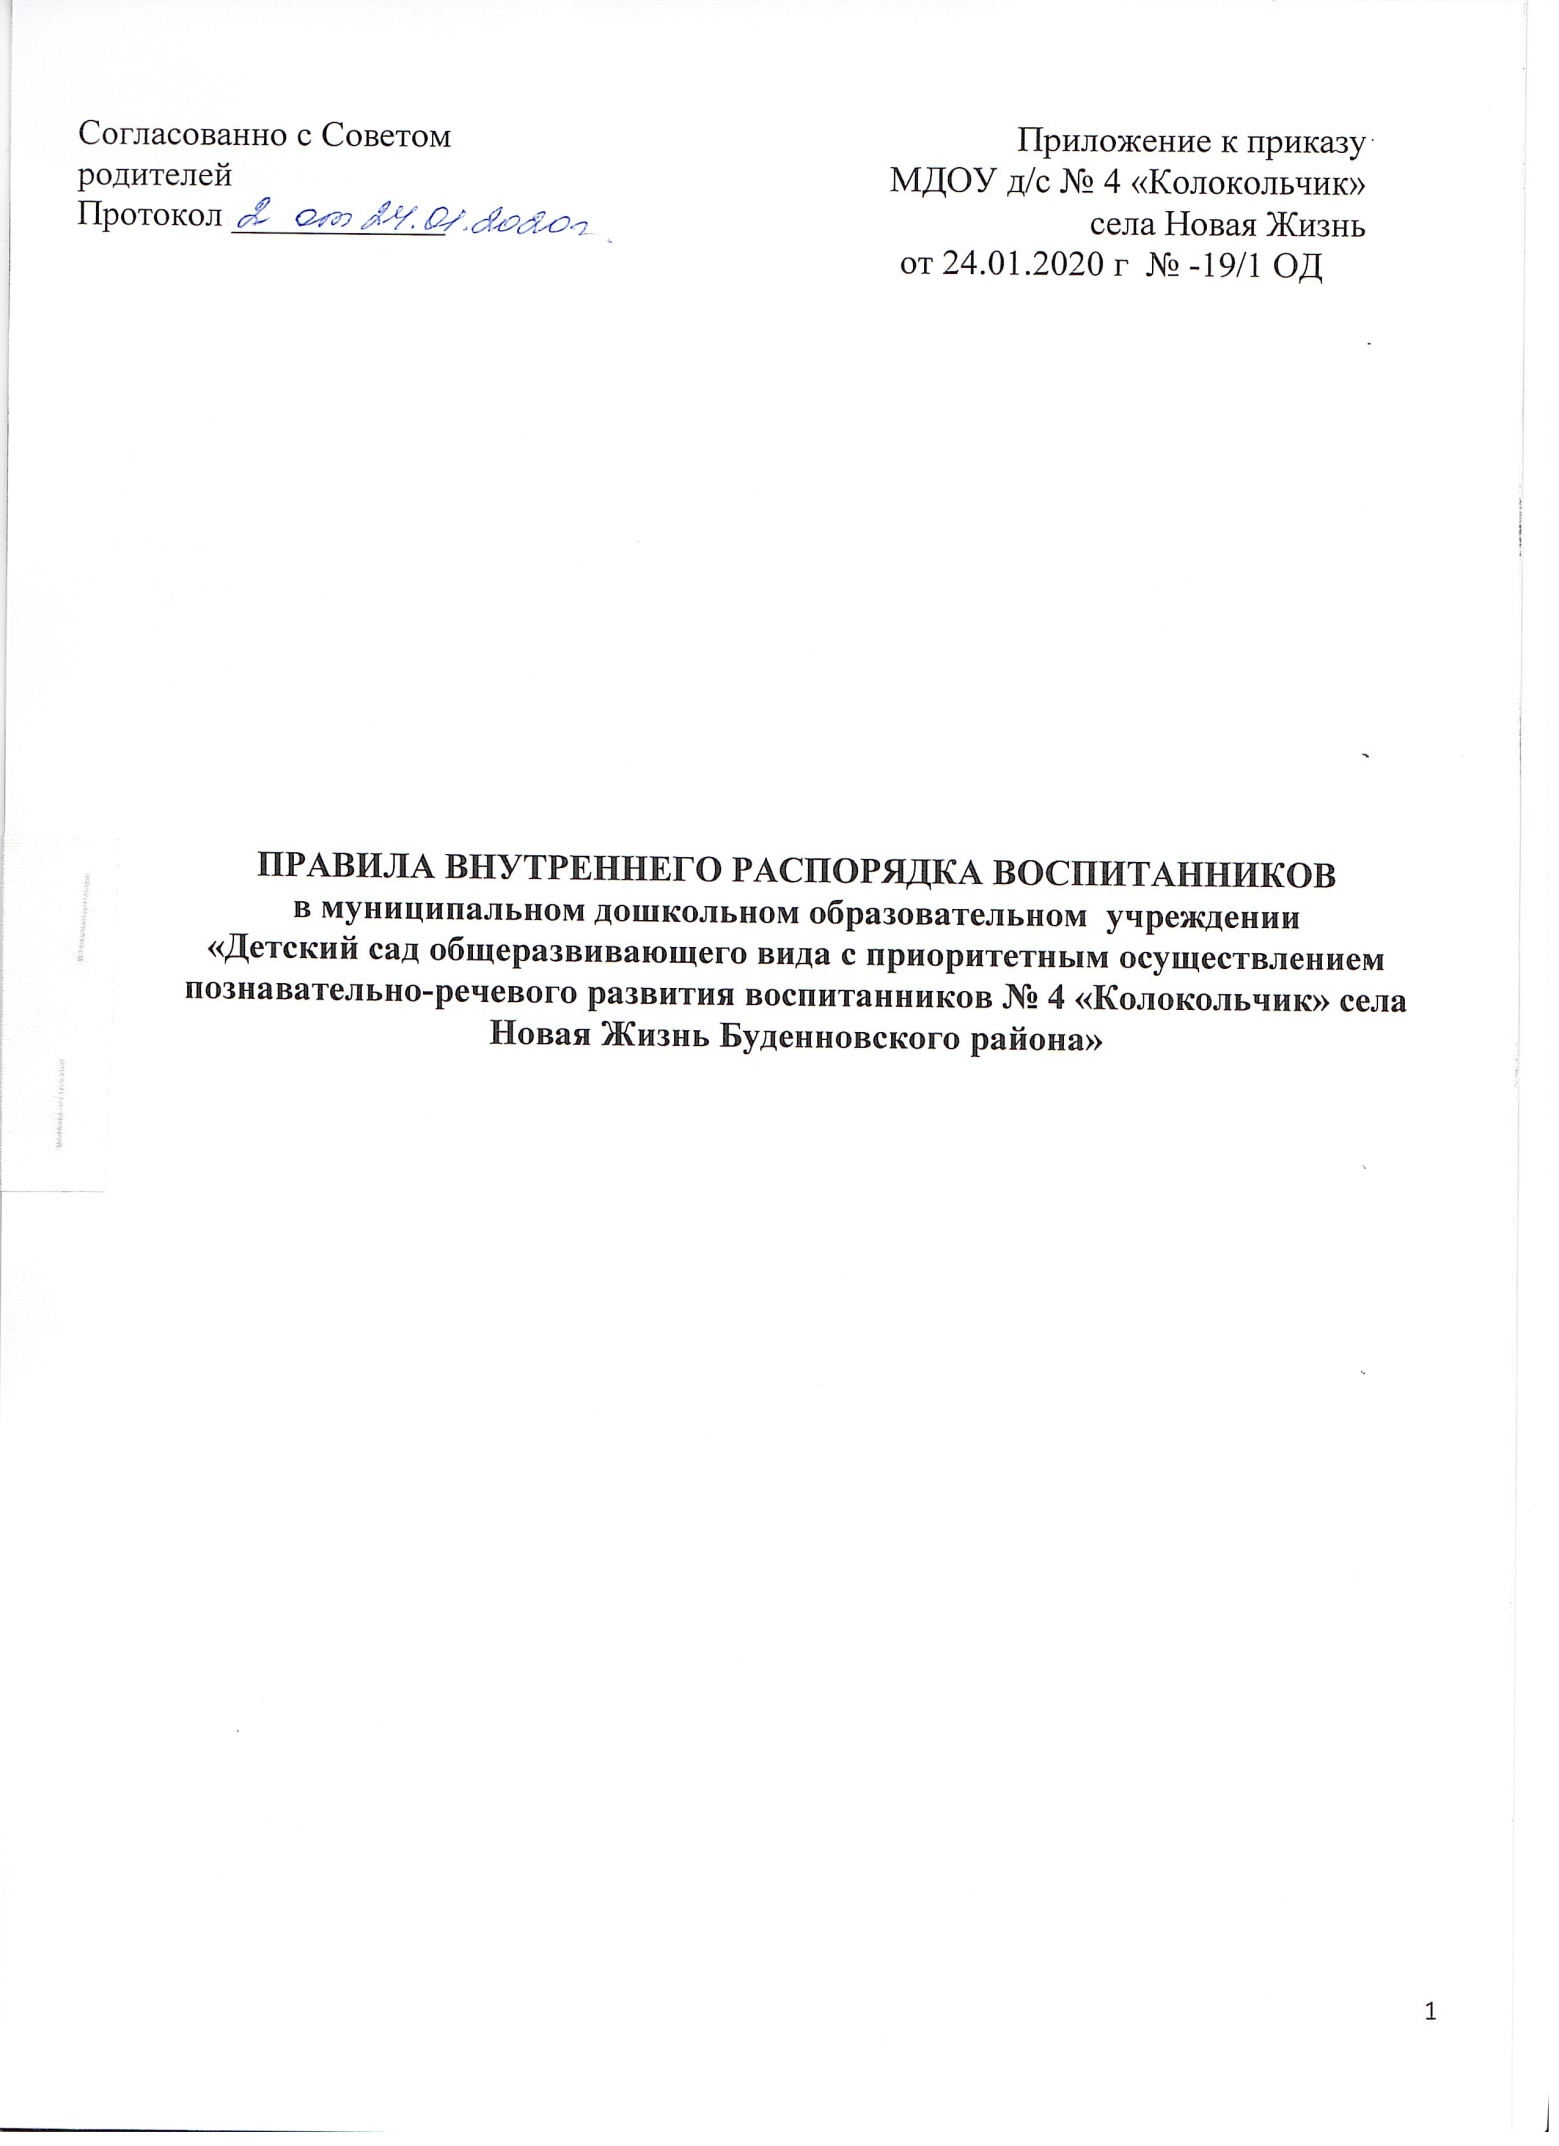 Согласованно с Советом
родителей
Протокол 2 от 24.01.2020г
Приложение к приказу
МДОУ д/с № 4 «Колокольчик»
села Новая Жизнь
от 24.01.2020 г № -19/1 ОД
ПРАВИЛА ВНУТРЕННЕГО РАСПОРЯДКА ВОСПИТАННИКОВ
в муниципальном дошкольном образовательном учреждении
«Детский сад общеразвивающего вида с приоритетным осуществлением
познавательно-речевого развития воспитанников № 4 «Колокольчик» села
Новая Жизнь Буденновского района»
1